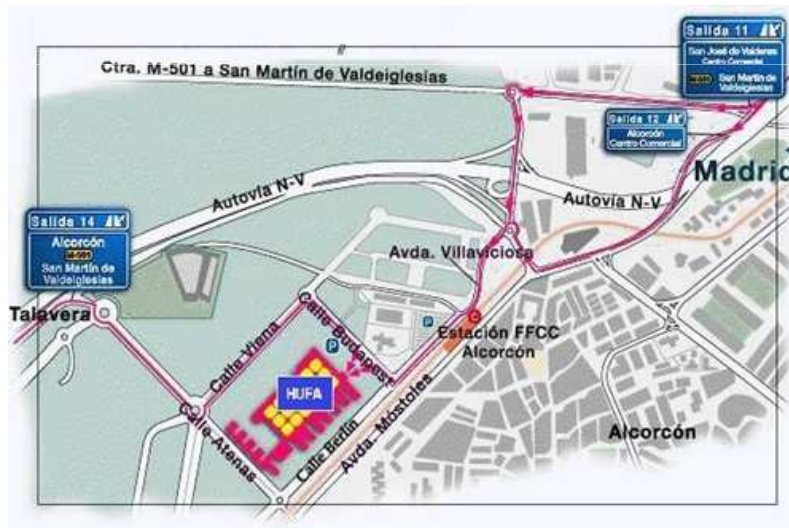 Salida 11
San José de Valderas
Centro Comercial
San Martín de
Valdeiglesias
Ctra. M-501 a San Martín de Valdeiglesias
Salida 12
Alcorcón
Centro Comercial
Madrid
Autovía N-V
Autovía N-V
Salida 14
Alcorcón
M-501
San Martín de
Valdeiglesias
Avda. Villaviciosa
Talavera
Calle Budapest
Calle Viena
P
P
Estación FFCC
Alcorcón
HUFA
Calle Atenas
Calle Berlín
Avda. Móstoles
Alcorcón